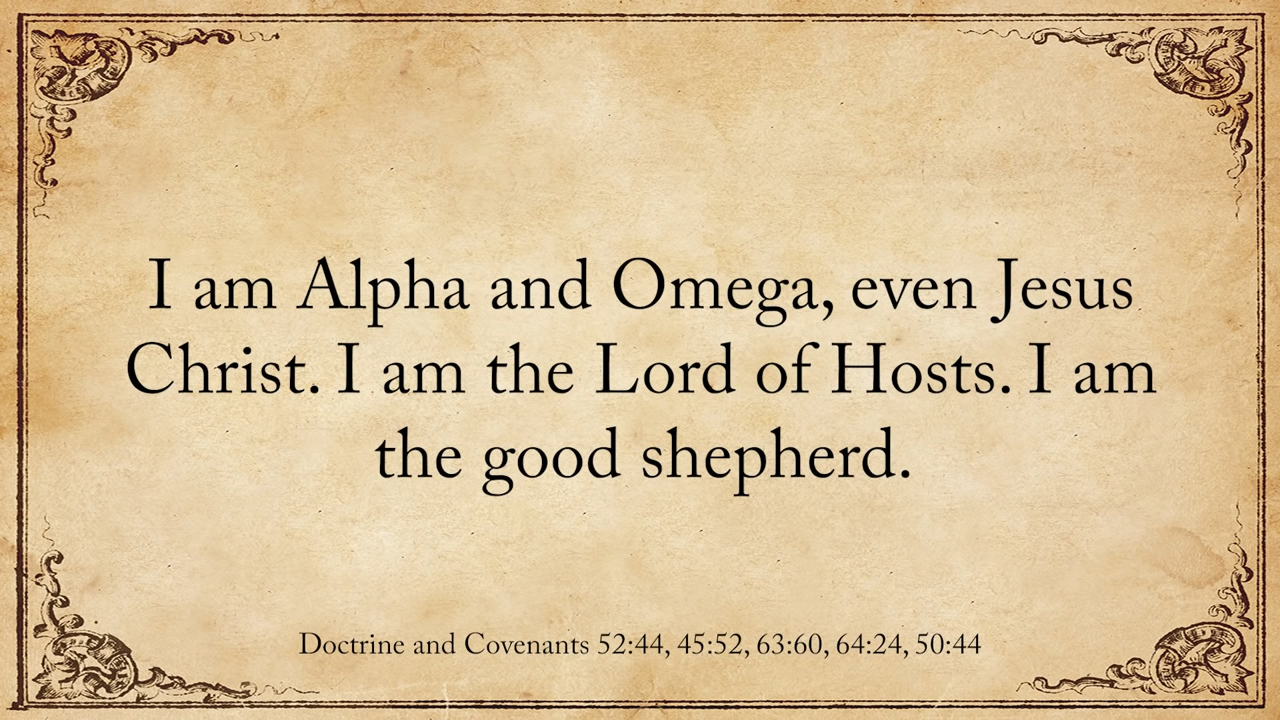 I am Alpha and Omega, even Jesus
Christ. I am the Lord of Hosts. I am
the good shepherd.
Doctrine and Covenants 52:44, 45:52, 63:60, 64:24, 50:44